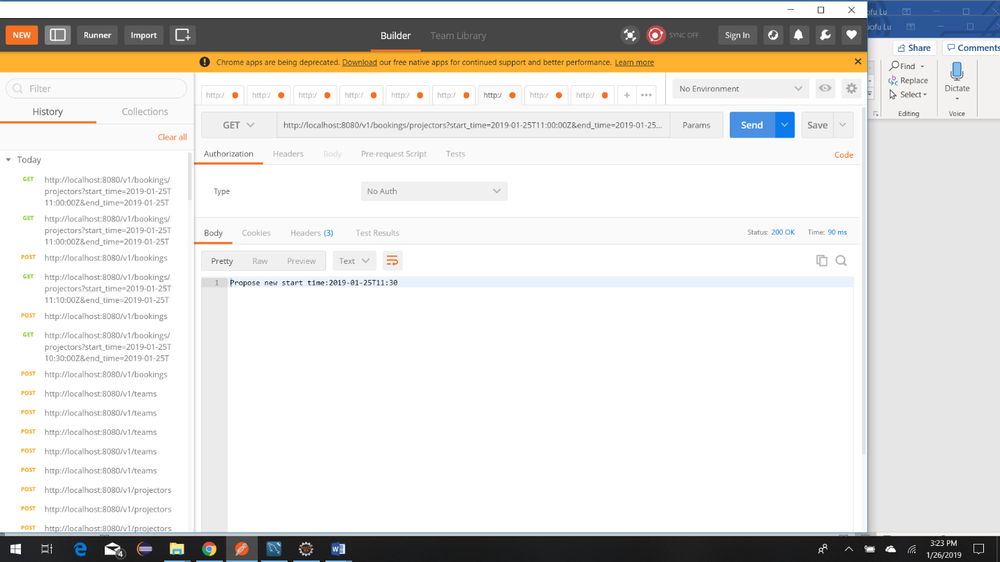 ofu Lu
uofu Lu
NEW
Runner
Import
Builder
Team Library
SYNC OFF
Sign In
Share
Comments
Chrome apps are being deprecated. Download our free native apps for continued support and better performance. Learn more
Find
Replace
Select
Editing
Dictate
Voice
Filter
History
Collections
Clear all
Today
GET http://localhost:8080/v1/bookings/
projectors?start_time=2019-01-25T
11:00:00Z&end_time=2019-01-25T
GET http://localhost:8080/v1/bookings/
projectors?start_time=2019-01-25T
11:00:00Z&end_time=2019-01-25T
POST http://localhost:8080/v1/bookings
GET http://localhost:8080/v1/bookings/
projectors?start_time=2019-01-25T
11:10:00Z&end_time=2019-01-25T
POST http://localhost:8080/v1/bookings
GET http://localhost:8080/v1/bookings/
projectors?start_time=2019-01-25T
10:30:00Z&end_time=2019-01-25T
POST http://localhost:8080/v1/bookings
POST http://localhost:8080/v1/teams
POST http://localhost:8080/v1/teams
POST http://localhost:8080/v1/teams
POST http://localhost:8080/v1/teams
POST http://localhost:8080/v1/teams
POST http://localhost:8080/v1/projectors
POST http://localhost:8080/v1/projectors
POST http://localhost:8080/v1/projectors
http:/ http:/ http:/ http:/ http:/ http:/ http:/ http:/ http:/ + •••
No Environment
GET http://localhost:8080/v1/bookings/projectors?start_time=2019-01-25T11:00:00Z&end_time=2019-01-25... Params Send Save
Authorization Headers Body Pre-request Script Tests Code
Type No Auth
Body Cookies Headers (3) Test Results Status: 200 OK Time: 90 ms
Pretty Raw Preview Text
1 Propose new start time:2019-01-25T11:30
4
W
3:23 PM
1/26/2019